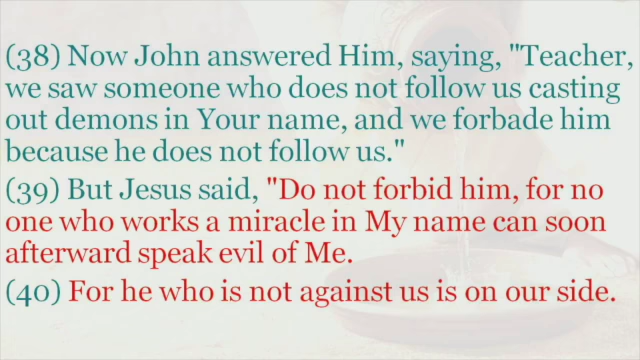 (38) Now John answered Him, saying, "Teacher,
we saw someone who does not follow us casting
out demons in Your name, and we forbade him
because he does not follow us."
(39) But Jesus said, "Do not forbid him, for no
one who works a miracle in My name can soon
afterward speak evil of Me.
(40) For he who is not against us is on our side.